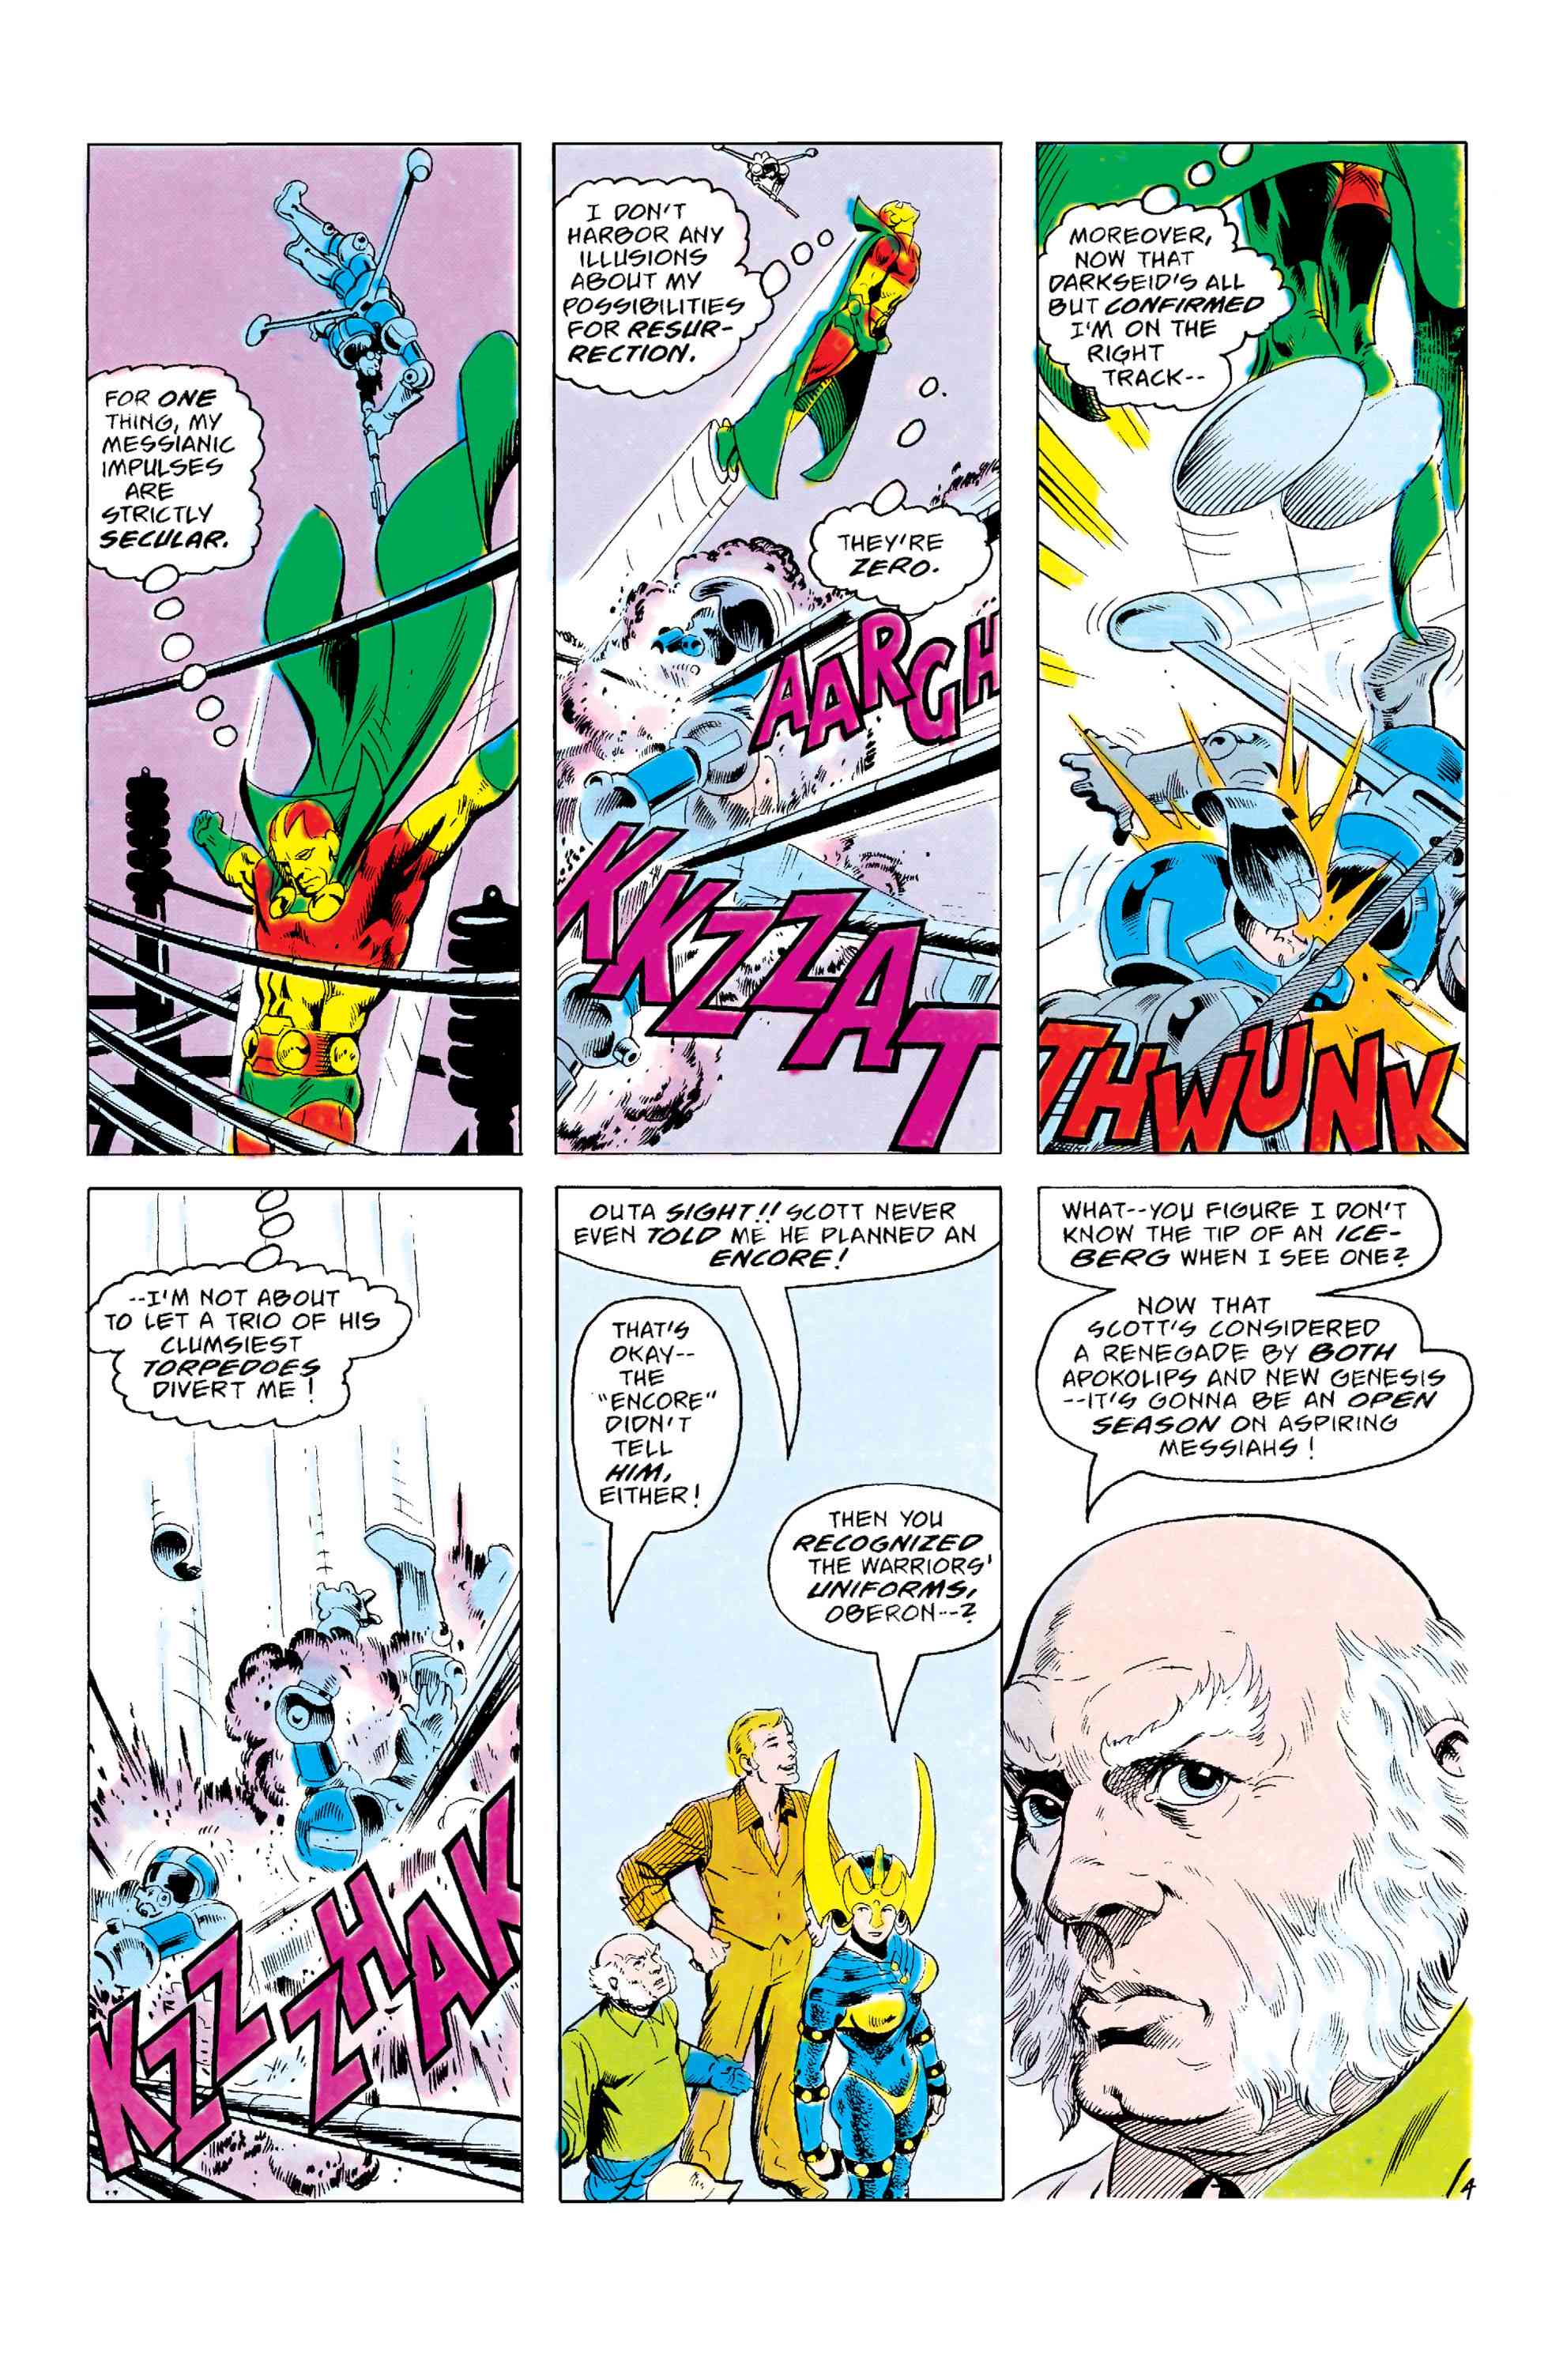 FOR ONE
THING, MY
MESSIANIC
IMPULSES
ARE
STRICTLY
SECULAR.
I DON'T
HARBOR ANY
ILLUSIONS
ABOUT MY
POSSIBILITIES
FOR RESUR-
RECTION.
THEY'RE
ZERO.
AARGH
KKZZAT
MOREOVER,
NOW THAT
DARKSEID'S ALL
BUT CONFIRMED
I'M ON THE
RIGHT
TRACK--
THWUNK
--I'M NOT ABOUT
TO LET A TRIO OF HIS
CLUMSIEST
TORPEDOES
DIVERT ME!
KZZZHAK
OUTA SIGHT!! SCOTT NEVER
EVEN TOLD ME HE PLANNED AN
ENCORE!
THAT'S
OKAY--
THE
"ENCORE"
DIDN'T
TELL
HIM,
EITHER!
THEN YOU
RECOGNIZED
THE WARRIORS'
UNIFORMS,
OBERON--?
WHAT--YOU FIGURE I DON'T
KNOW THE TIP OF AN ICE-
BERG WHEN I SEE ONE?
NOW THAT
SCOTT'S CONSIDERED
A RENEGADE BY BOTH
APOKOLIPS AND NEW GENESIS
--IT'S GONNA BE AN OPEN
SEASON ON ASPIRING
MESSIAHS!
4